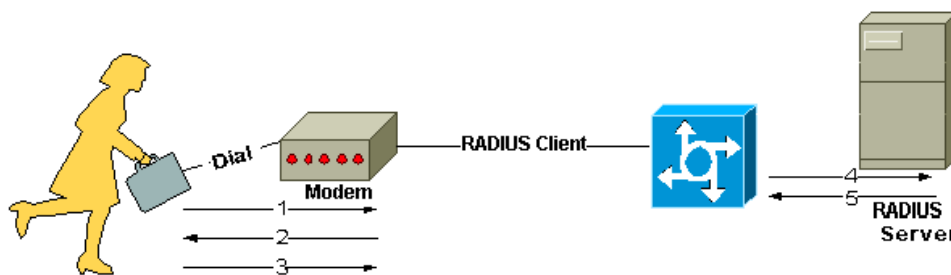 Dial
Modem
RADIUS Client
1
2
3
4
5
RADIUS
Server